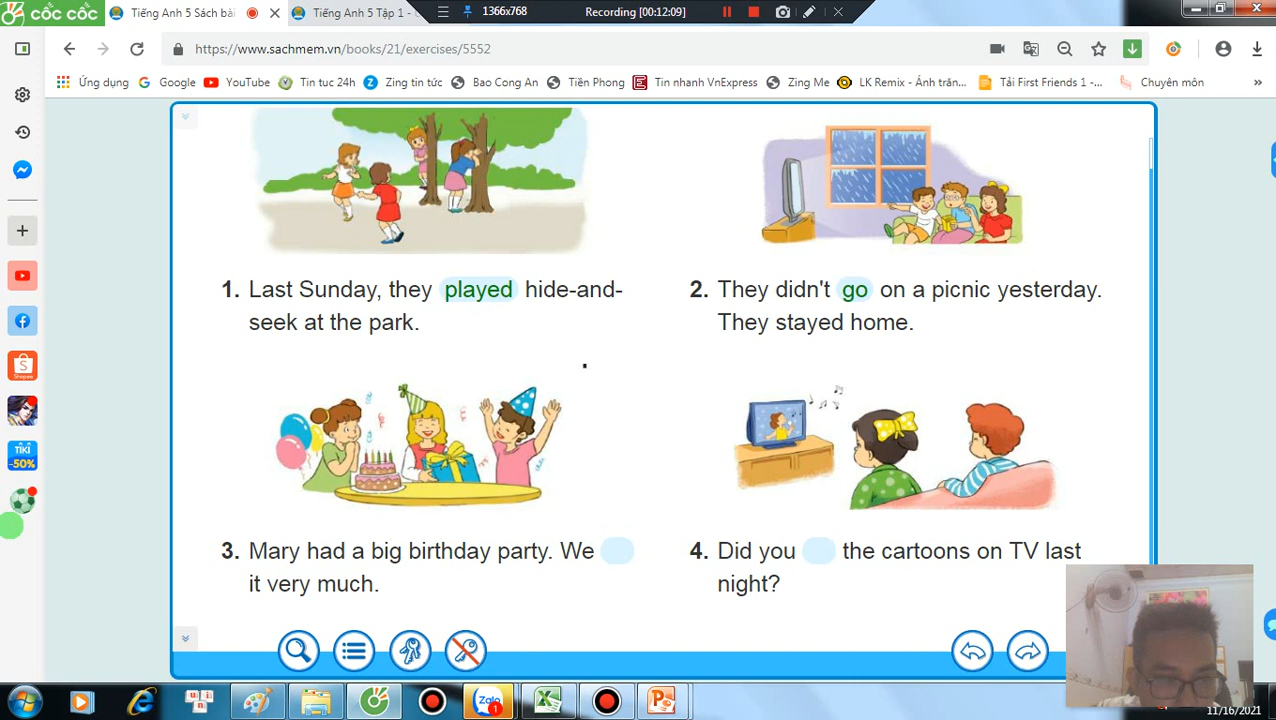 CỐC CỐC
Tiếng Anh 5 Sách bài
Tiếng Anh 5 Tập 1 -
1366x768
Recording [00:12:09]
https://www.sachmem.vn/books/21/exercises/5552
Ứng dụng
Google
YouTube
Tin tuc 24h
Zing tin tức
Bao Cong An
Tiền Phong
Tin nhanh VnExpress
Zing Me
LK Remix - Ảnh trăn...
Tải First Friends 1 -...
Chuyên môn
»
1. Last Sunday, they played hide-and-
seek at the park.
2. They didn't go on a picnic yesterday.
They stayed home.
3. Mary had a big birthday party. We
it very much.
4. Did you the cartoons on TV last
night?
Shopee
TIKI
-50%
Zalo
1
11/16/2021